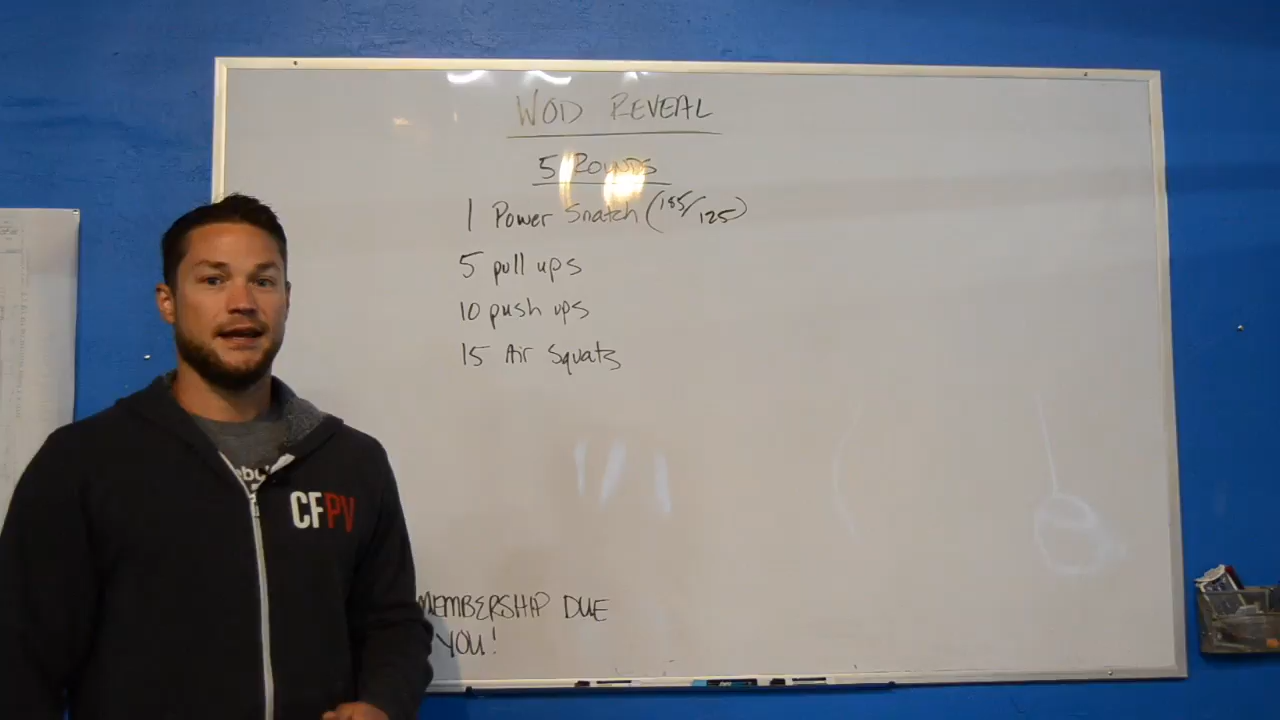 WOD REVEAL
5 ROUNDS
1 Power Snatch (185/125)
5 pull ups
10 push ups
15 Air Squats
CFPV
MEMBERSHIP DUE
YOU!